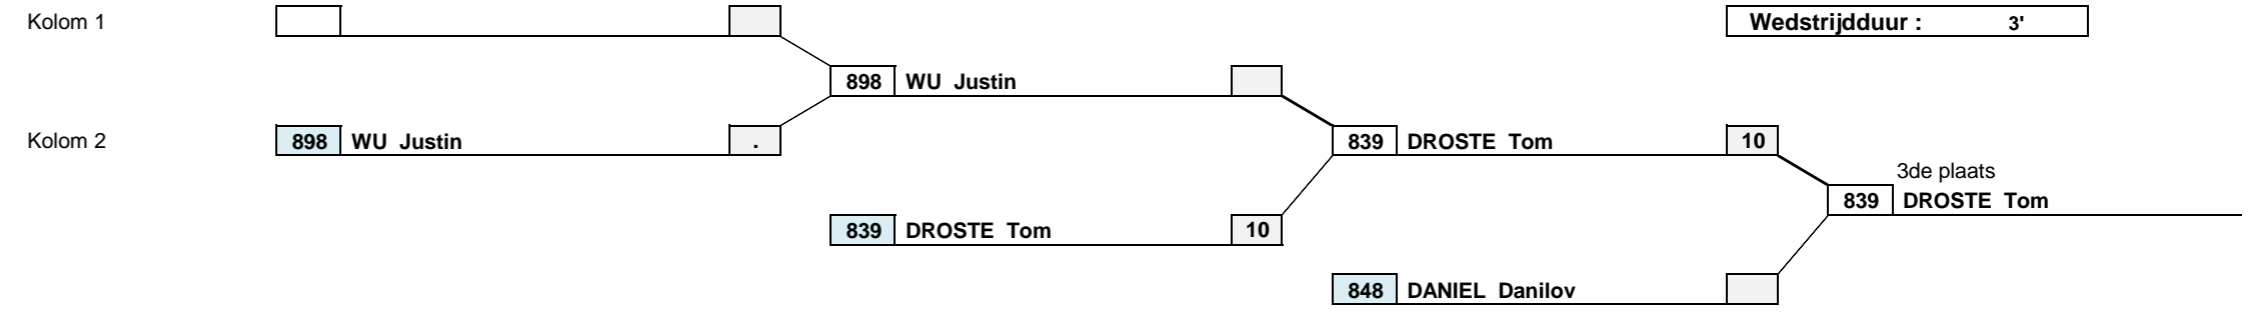 Kolom 1
Wedstrijdduur : 3'
898 WU Justin
Kolom 2
898 WU Justin .
839 DROSTE Tom 10
3de plaats
839 DROSTE Tom
839 DROSTE Tom 10
848 DANIEL Danilov